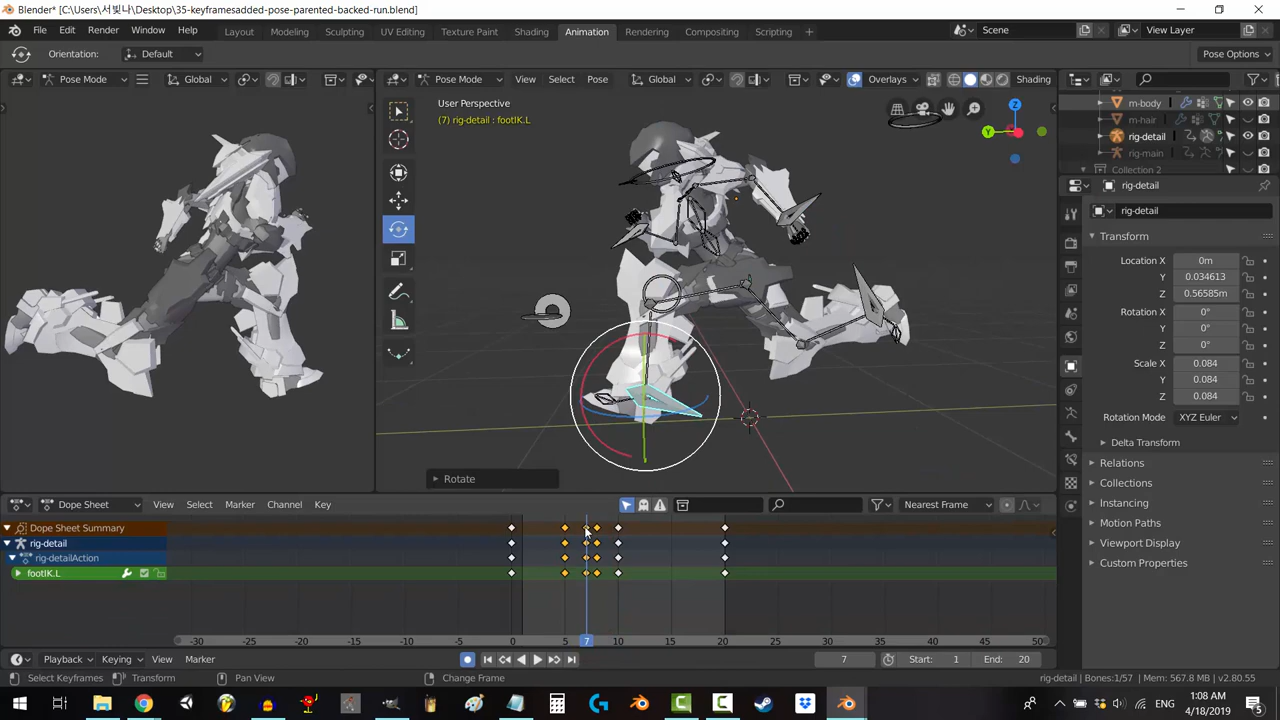 Blender* [C:\Users\서빛나\Desktop\35-keyframesadded-pose-parented-backed-run.blend]
File Edit Render Window Help Layout Modeling Sculpting UV Editing Texture Paint Shading Animation Rendering Compositing Scripting Scene View Layer
Orientation: Default Pose Options
Pose Mode Global Pose Mode View Select Pose Global Overlays Shading
User Perspective
(7) rig-detail : footIK.L
Z
Y
m-body
m-hair
rig-detail
rig-main
Collection 2
rig-detail
rig-detail
Transform
Location X 0m
Y 0.034613
Z 0.56585m
Rotation X 0°
Y 0°
Z 0°
Scale X 0.084
Y 0.084
Z 0.084
Rotation Mode XYZ Euler
Delta Transform
Relations
Collections
Instancing
Motion Paths
Viewport Display
Custom Properties
Rotate
Dope Sheet View Select Marker Channel Key Nearest Frame
Dope Sheet Summary
rig-detail
rig-detailAction
footIK.L
-30 -25 -20 -15 -10 -5 0 5 7 10 15 20 25 30 35 40 45 50
Playback Keying View Marker 7 Start: 1 End: 20
Select Keyframes Transform Pan View Change Frame rig-detail | Bones:1/57 | Mem: 567.8 MB | v2.80.55
ENG 1:08 AM
4/18/2019
5